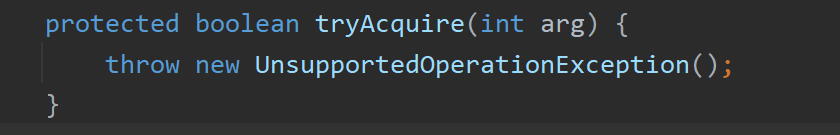 protected boolean tryAcquire(int arg) {
    throw new UnsupportedOperationException();
}